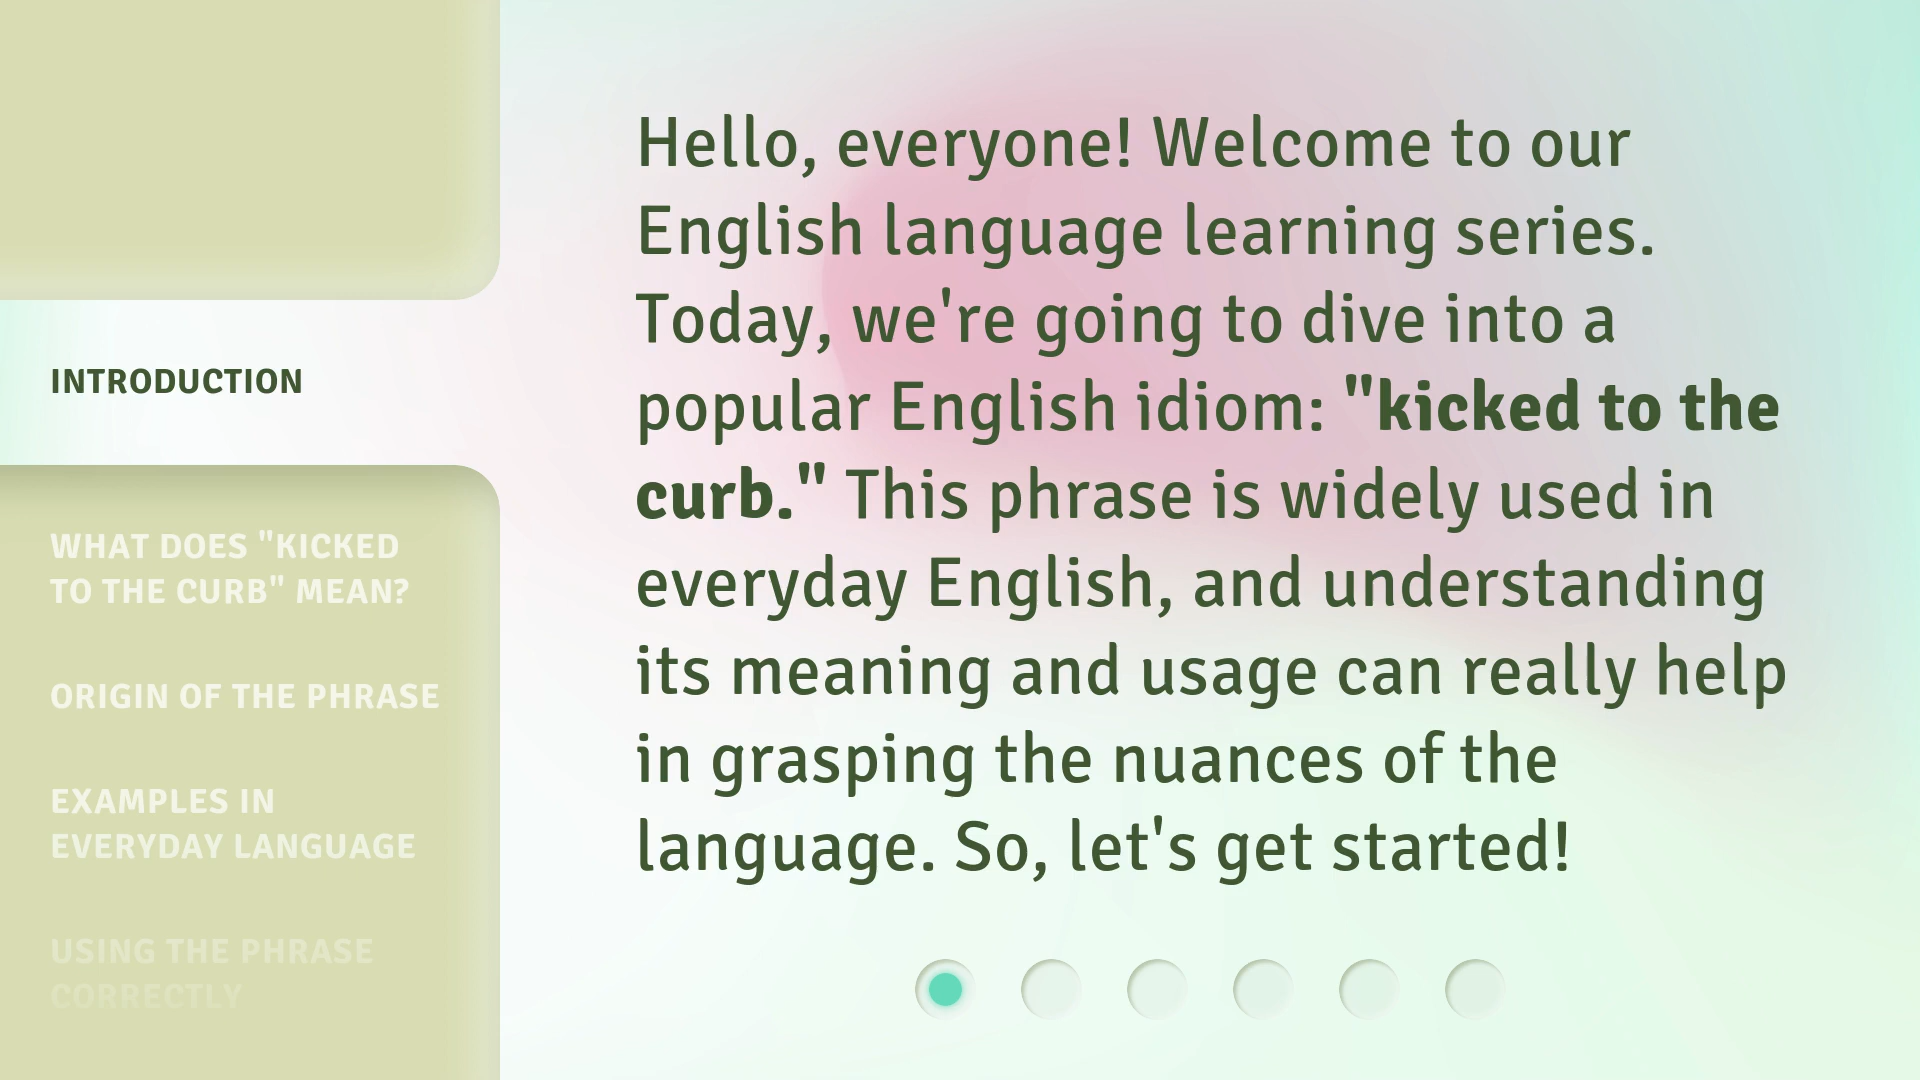 INTRODUCTION
WHAT DOES "KICKED
TO THE CURB" MEAN?
ORIGIN OF THE PHRASE
EXAMPLES IN
EVERYDAY LANGUAGE
USING THE PHRASE
CORRECTLY
Hello, everyone! Welcome to our
English language learning series.
Today, we're going to dive into a
popular English idiom: "kicked to the
curb." This phrase is widely used in
everyday English, and understanding
its meaning and usage can really help
in grasping the nuances of the
language. So, let's get started!